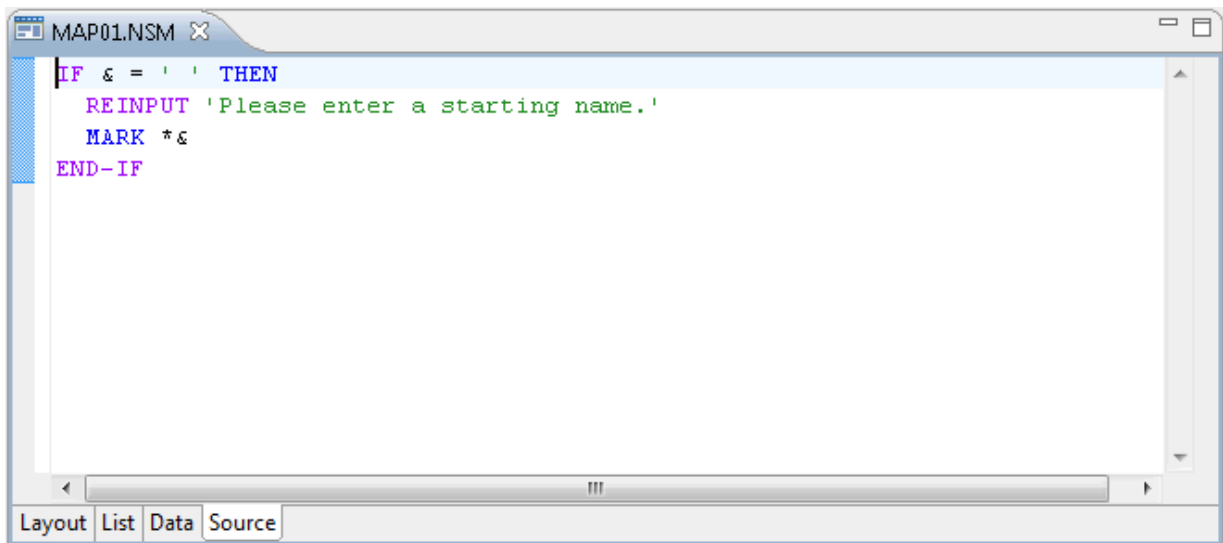 MAP01.NSM
IF & = ' ' THEN
  REINPUT 'Please enter a starting name.'
  MARK *&
END-IF
Layout List Data Source